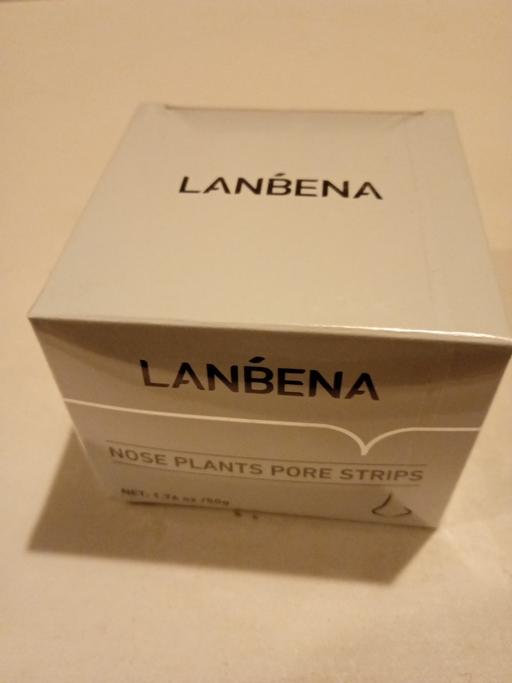 LANBENA
LANBENA
NOSE PLANTS PORE STRIPS
NET: 1.76 oz /50g